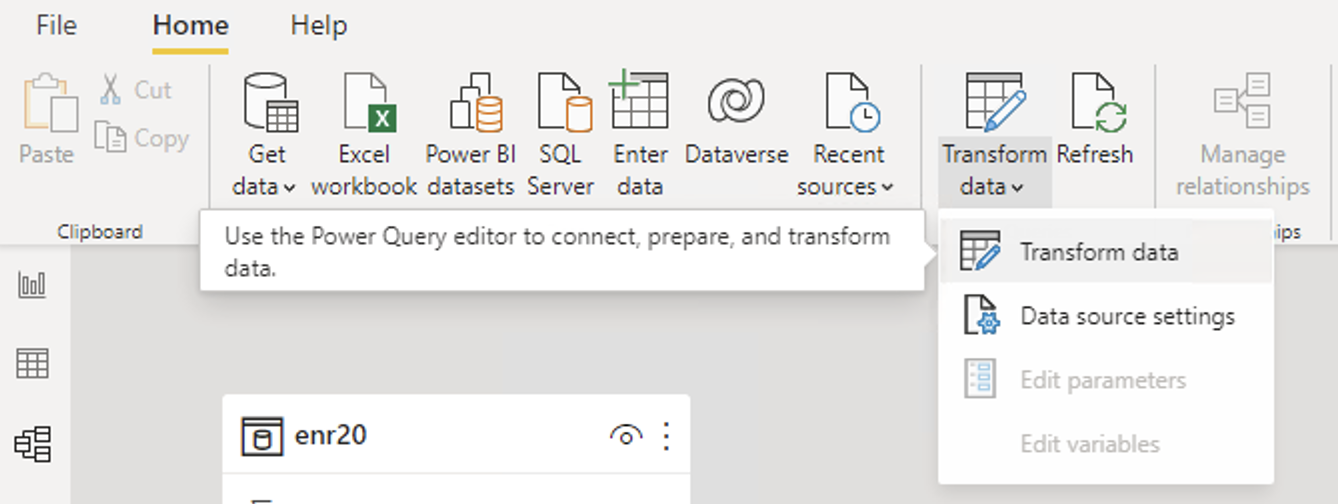 File Home Help
Cut
Copy
Paste
Get data
Excel workbook
Power BI datasets
SQL Server
Enter data
Dataverse
Recent sources
Transform data
Refresh
Manage relationships
Clipboard
ips
Use the Power Query editor to connect, prepare, and transform
data.
Transform data
Data source settings
Edit parameters
Edit variables
enr20